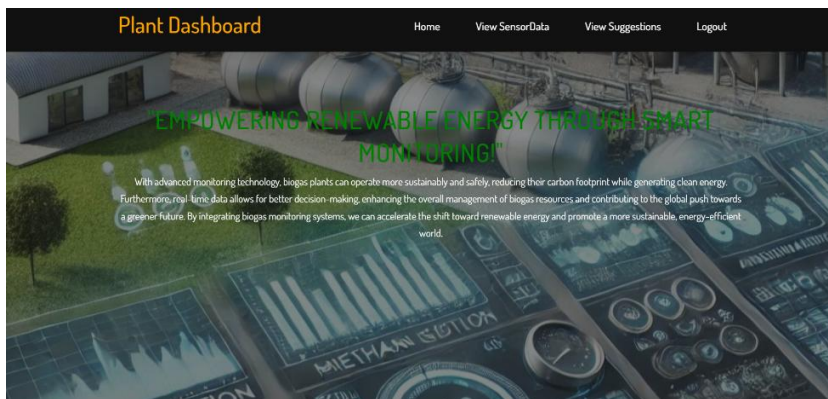 Plant Dashboard
Home View SensorData View Suggestions Logout
"EMPOWERING RENEWABLE ENERGY THROUGH SMART
MONITORING!"
With advanced monitoring technology, biogas plants can operate more sustainably and safely, reducing their carbon footprint while generating clean energy.
Furthermore, real-time data allows for better decision-making, enhancing the overall management of biogas resources and contributing to the global push towards
a greener future. By integrating biogas monitoring systems, we can accelerate the shift toward renewable energy and promote a more sustainable, energy-efficient
world.
METHAN